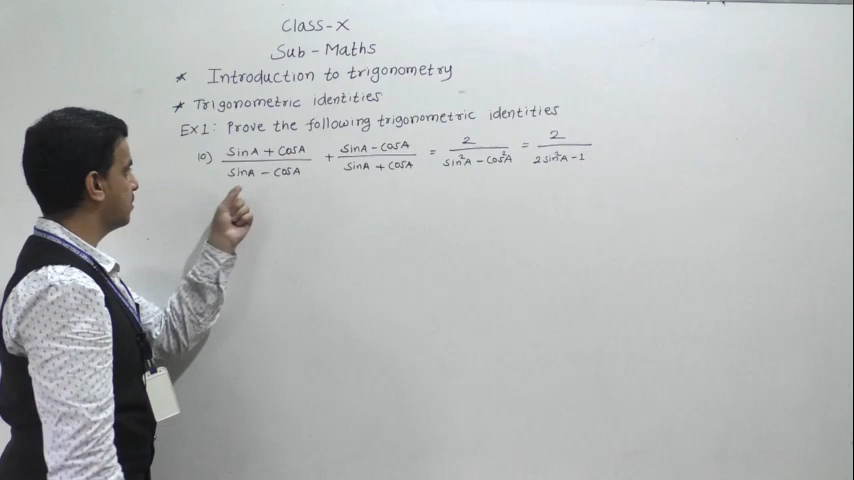 Class-X
Sub - Maths
* Introduction to trigonometry
* Trigonometric identities
EX1: Prove the following trigonometric identities
10) (SinA + CosA)/(SinA - CosA) + (SinA - CosA)/(SinA + CosA) = 2/(Sin²A - Cos²A) = 2/(2Sin²A - 1)